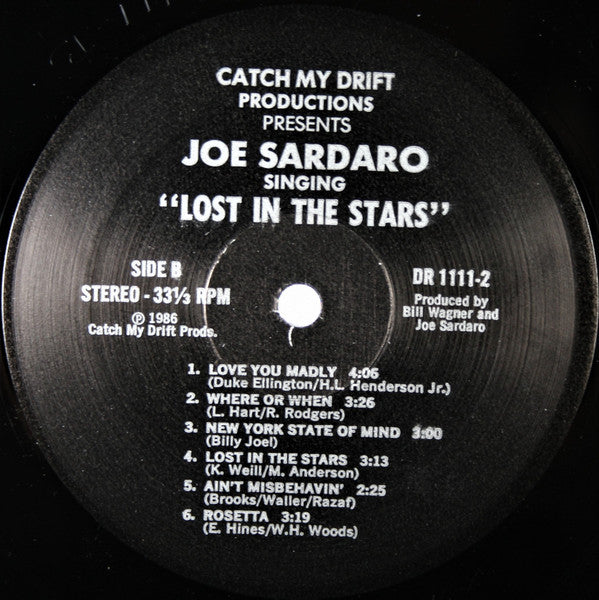 CATCH MY DRIFT
PRODUCTIONS
PRESENTS
JOE SARDARO
SINGING
“LOST IN THE STARS”
SIDE B
STEREO - 33⅓ RPM
℗ 1986
Catch My Drift Prods.
DR 1111-2
Produced by
Bill Wagner and
Joe Sardaro
1. LOVE YOU MADLY 4:06
(Duke Ellington/H.L. Henderson Jr.)
2. WHERE OR WHEN 3:26
(L. Hart/R. Rodgers)
3. NEW YORK STATE OF MIND 3:00
(Billy Joel)
4. LOST IN THE STARS 3:13
(K. Weill/M. Anderson)
5. AIN'T MISBEHAVIN' 2:25
(Brooks/Waller/Razaf)
6. ROSETTA 3:19
(E. Hines/W.H. Woods)